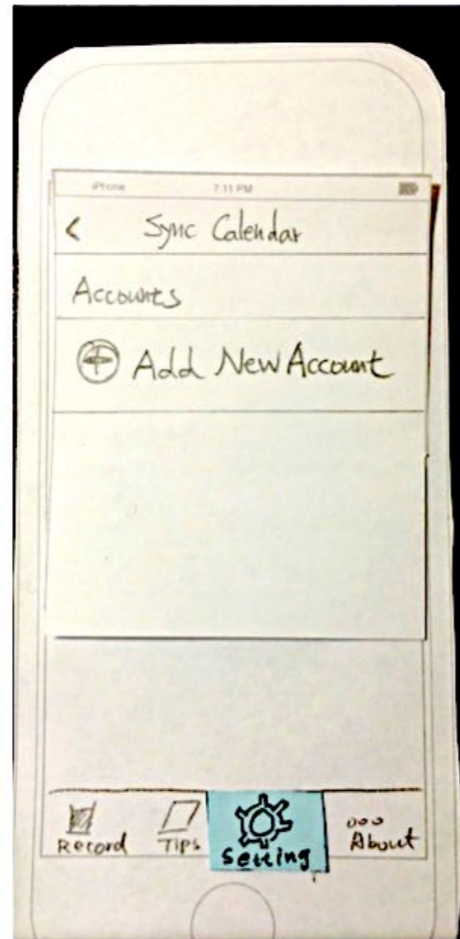 iPhone 7:11 PM
< Sync Calendar
Accounts
Add New Account
Record Tips Setting About